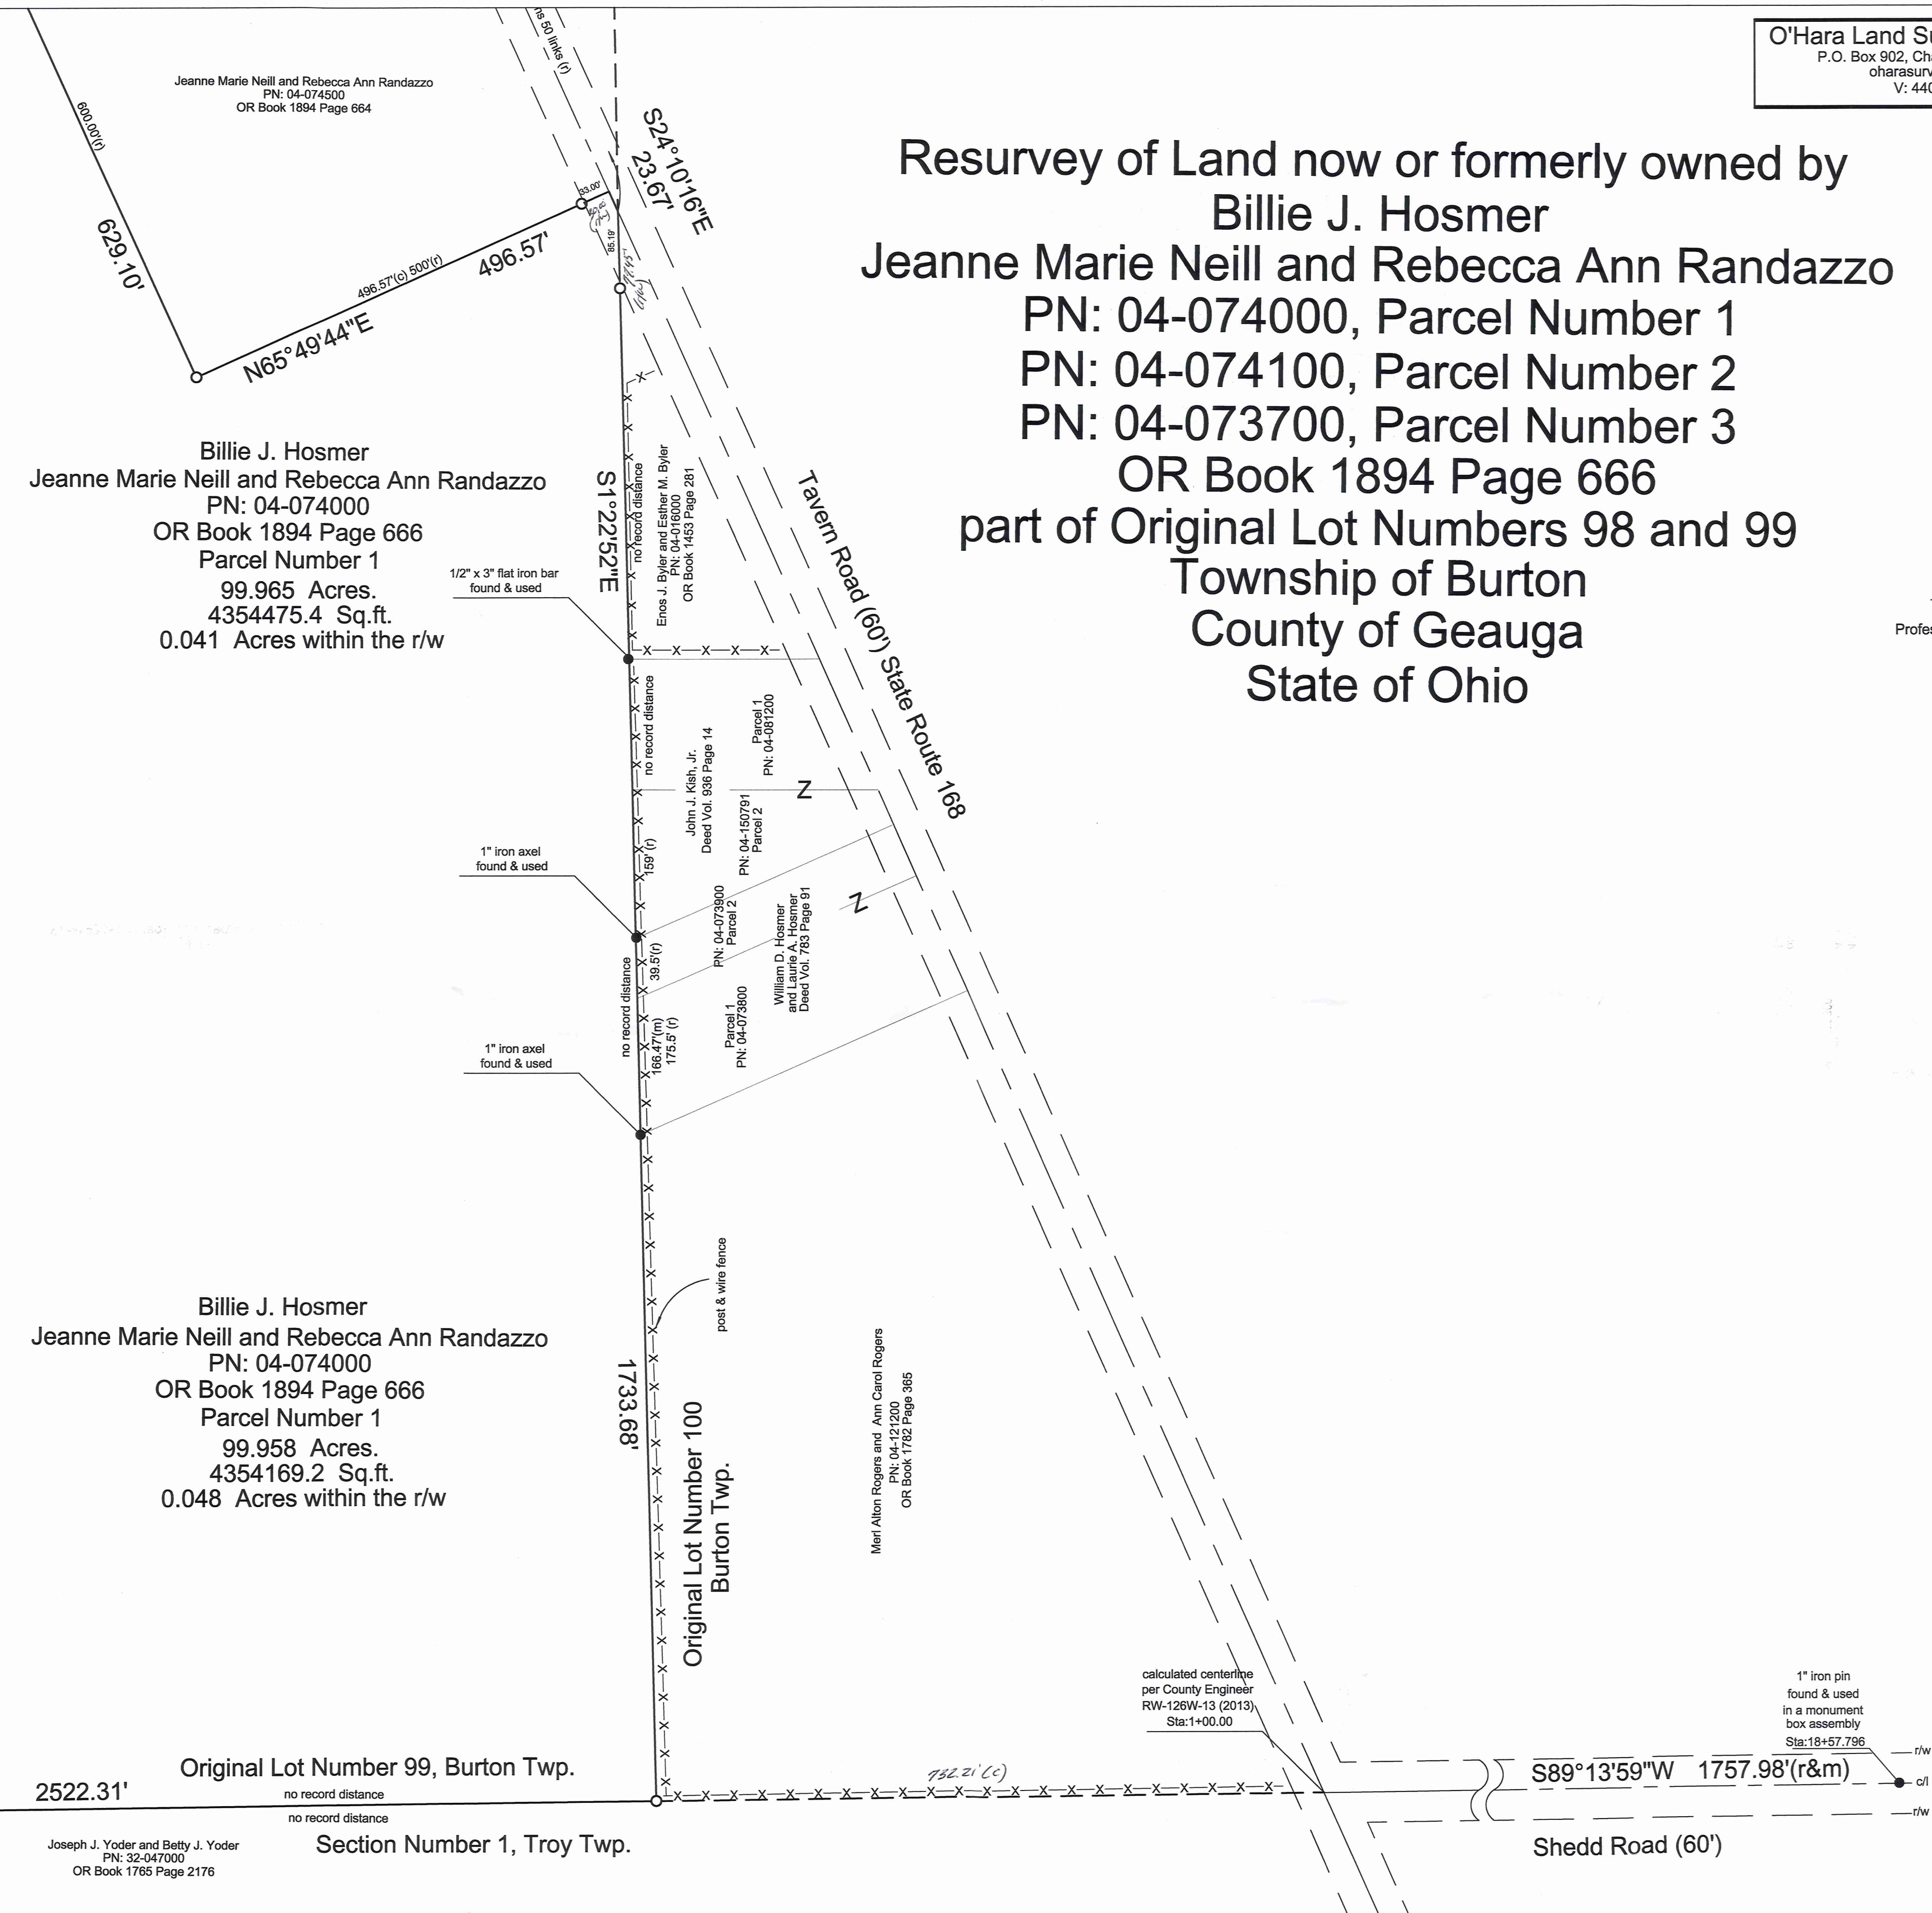 O'Hara Land Su
P.O. Box 902, Cha
oharasurv
V: 440
Resurvey of Land now or formerly owned by
Billie J. Hosmer
Jeanne Marie Neill and Rebecca Ann Randazzo
PN: 04-074000, Parcel Number 1
PN: 04-074100, Parcel Number 2
PN: 04-073700, Parcel Number 3
OR Book 1894 Page 666
part of Original Lot Numbers 98 and 99
Township of Burton
County of Geauga
State of Ohio
Profes
Jeanne Marie Neill and Rebecca Ann Randazzo
PN: 04-074500
OR Book 1894 Page 664
600.00'(r)
629.10'
ns 50 links (r)
S24°10'16"E
23.67'
33.00'
85.19'
496.57'(c) 500'(r)
496.57'
N65°49'44"E
Billie J. Hosmer
Jeanne Marie Neill and Rebecca Ann Randazzo
PN: 04-074000
OR Book 1894 Page 666
Parcel Number 1
99.965 Acres.
4354475.4 Sq.ft.
0.041 Acres within the r/w
1/2" x 3" flat iron bar
found & used
S1°22'52"E
no record distance
Enos J. Byler and Esther M. Byler
PN: 04-016000
OR Book 1453 Page 281
Tavern Road (60') State Route 168
no record distance
John J. Kish, Jr.
Deed Vol. 936 Page 14
Parcel 1
PN: 04-081200
Z
PN: 04-150791
Parcel 2
159' (r)
1" iron axel
found & used
PN: 04-073900
Parcel 2
William D. Hosmer
and Laurie A. Hosmer
Deed Vol. 783 Page 91
Z
39.5'(r)
no record distance
166.47'(m)
175.5' (r)
Parcel 1
PN: 04-073800
1" iron axel
found & used
post & wire fence
Billie J. Hosmer
Jeanne Marie Neill and Rebecca Ann Randazzo
PN: 04-074000
OR Book 1894 Page 666
Parcel Number 1
99.958 Acres.
4354169.2 Sq.ft.
0.048 Acres within the r/w
1733.68'
Original Lot Number 100
Burton Twp.
Merl Alton Rogers and Ann Carol Rogers
PN: 04-121200
OR Book 1782 Page 365
calculated centerline
per County Engineer
RW-126W-13 (2013)
Sta:1+00.00
1" iron pin
found & used
in a monument
box assembly
Sta:18+57.796
r/w
c/l
r/w
Original Lot Number 99, Burton Twp.
2522.31'
no record distance
no record distance
732.21'(c)
S89°13'59"W 1757.98'(r&m)
Shedd Road (60')
Section Number 1, Troy Twp.
Joseph J. Yoder and Betty J. Yoder
PN: 32-047000
OR Book 1765 Page 2176